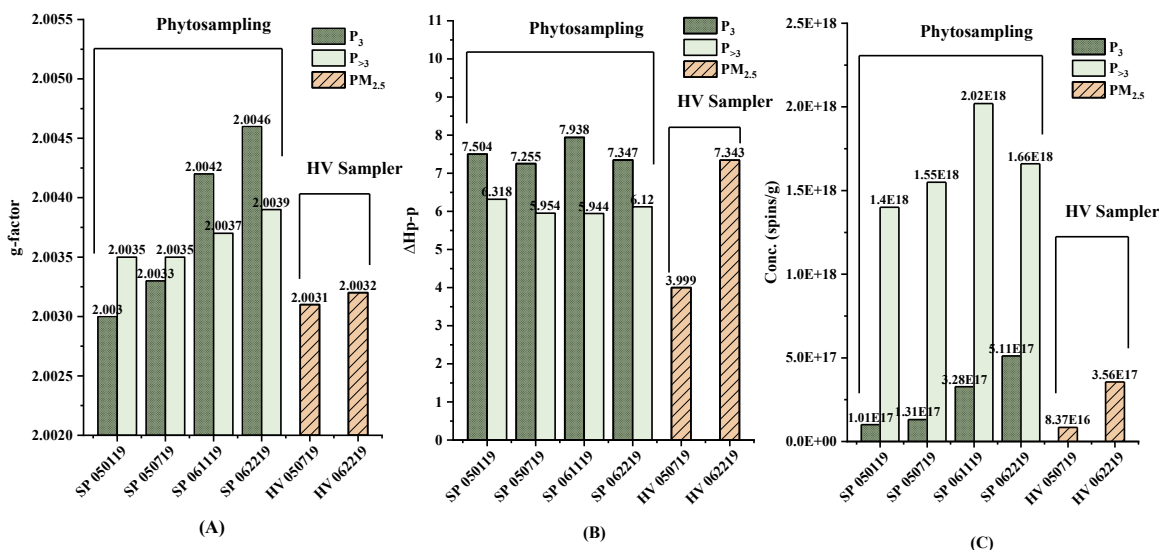 2.0055
2.0050
2.0045
2.0040
2.0035
2.0030
2.0025
2.0020
g-factor
Phytosampling
P3
P>3
PM2.5
HV Sampler
2.003
2.0035
2.0033
2.0035
2.0042
2.0037
2.0046
2.0039
2.0031
2.0032
SP 050119
SP 050719
SP 061119
SP 062219
HV 050719
HV 062219
(A)
11
10
9
8
7
6
5
4
3
2
1
0
ΔHp-p
Phytosampling
P3
P>3
PM2.5
HV Sampler
7.504
6.318
7.255
5.954
7.938
5.944
7.347
6.12
3.999
7.343
SP 050119
SP 050719
SP 061119
SP 062219
HV 050719
HV 062219
(B)
2.5E+18
2.0E+18
1.5E+18
1.0E+18
5.0E+17
0.0E+00
Conc. (spins/g)
Phytosampling
P3
P>3
PM2.5
HV Sampler
1.01E17
1.4E18
1.31E17
1.55E18
3.28E17
2.02E18
5.11E17
1.66E18
8.37E16
3.56E17
SP 050119
SP 050719
SP 061119
SP 062219
HV 050719
HV 062219
(C)